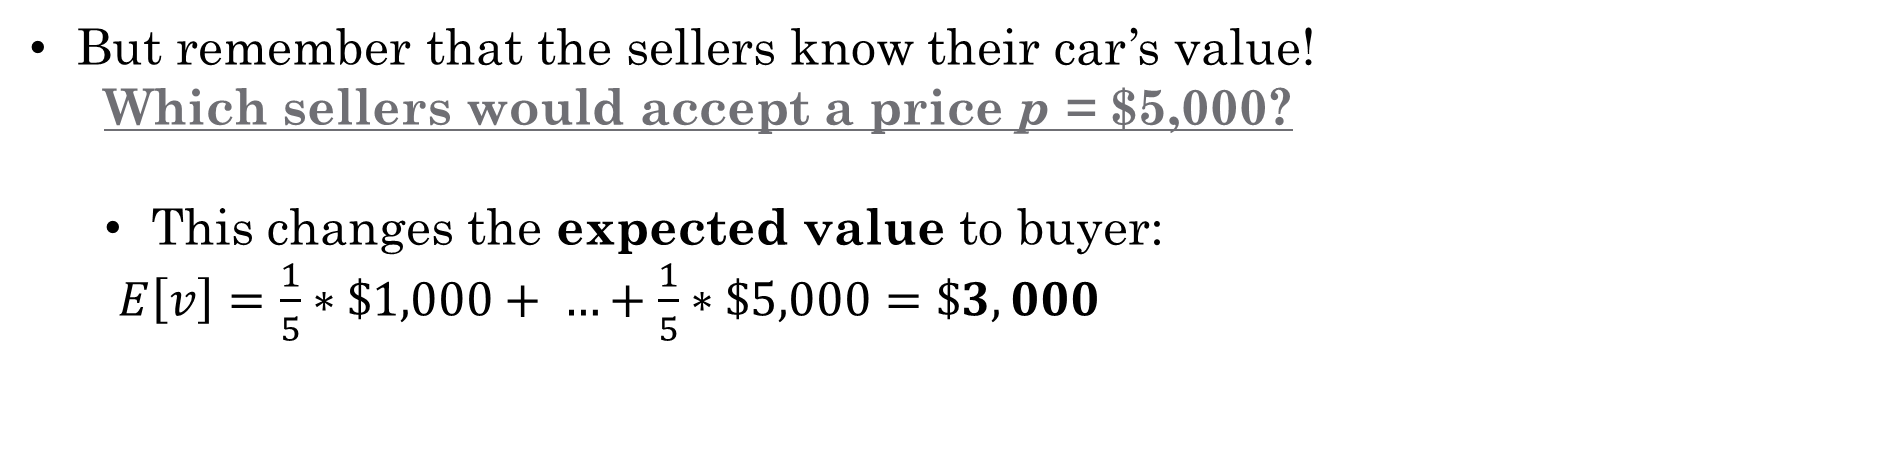 • But remember that the sellers know their car’s value!
Which sellers would accept a price p = $5,000?
• This changes the expected value to buyer:
E[v] = 1/5 * $1,000 + … + 1/5 * $5,000 = $3,000